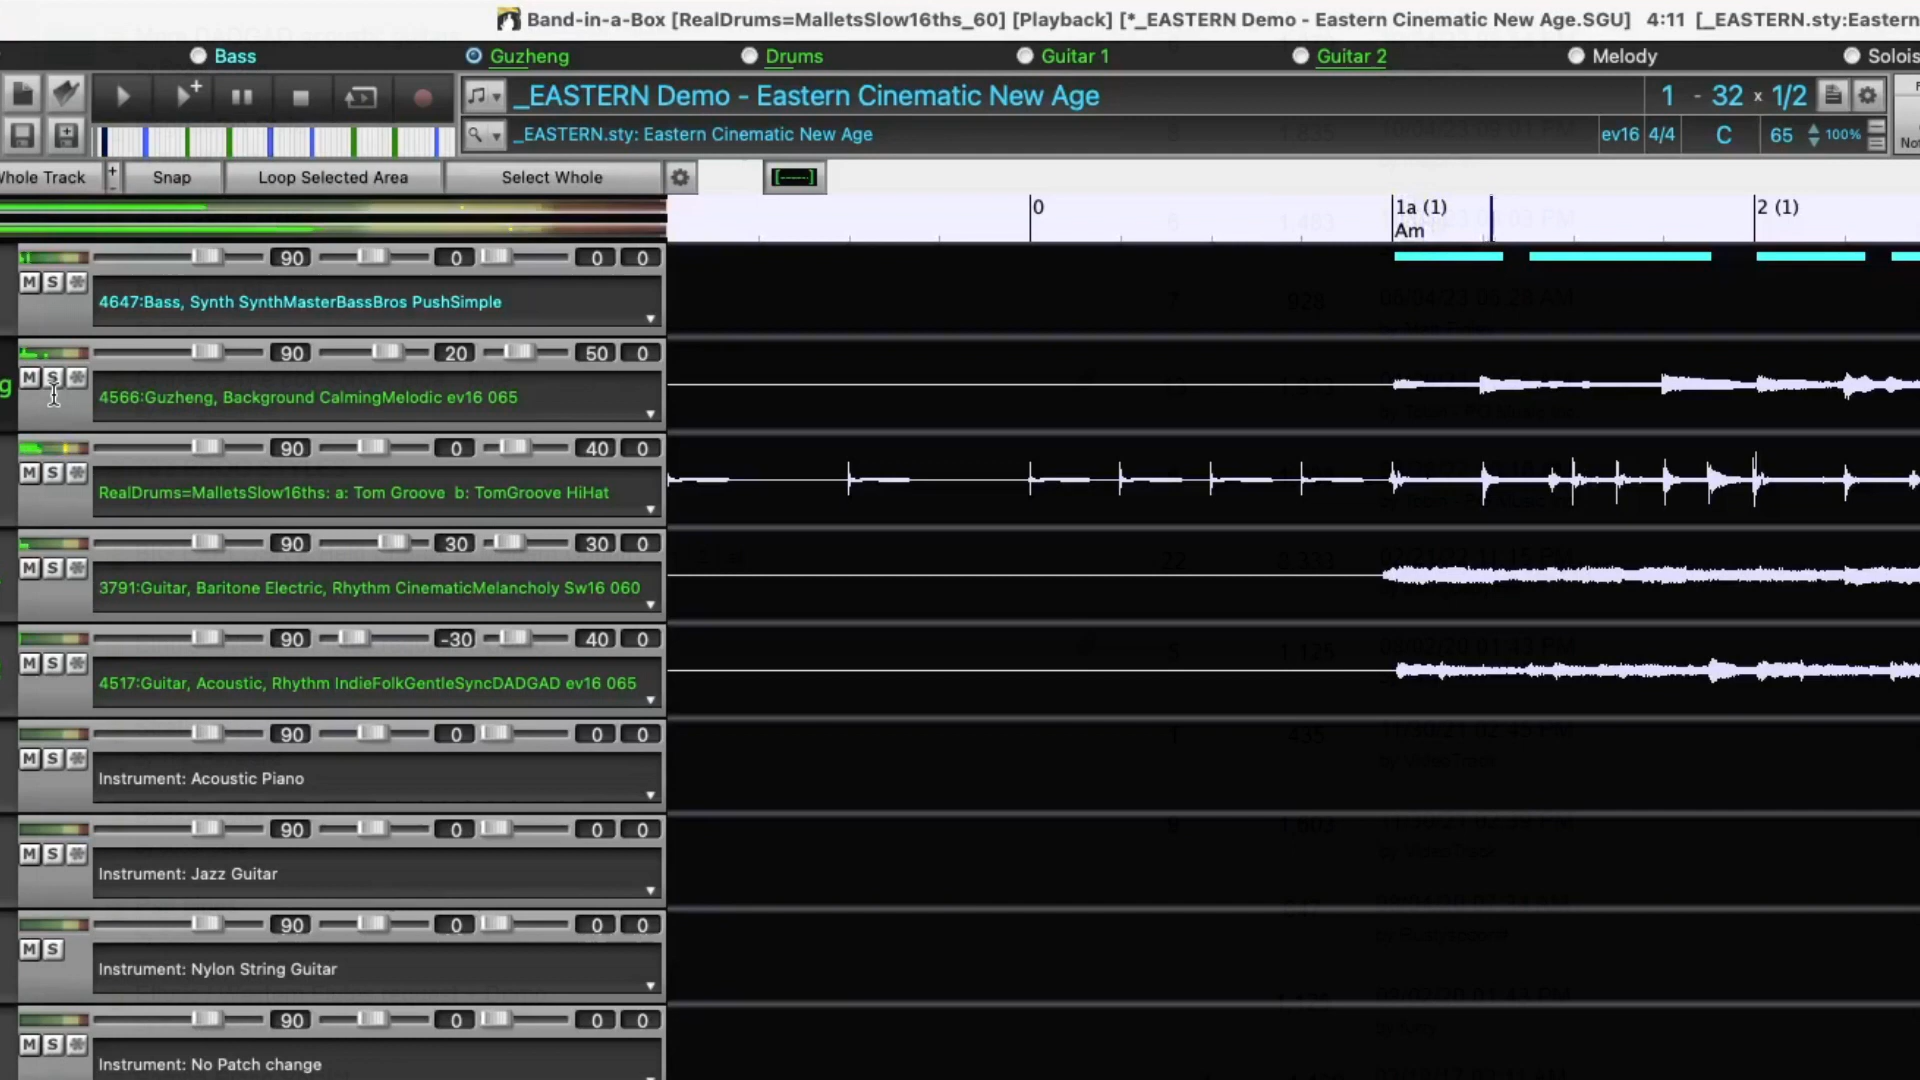 Band-in-a-Box [RealDrums=MalletsSlow16ths_60] [Playback] [*_EASTERN Demo - Eastern Cinematic New Age.SGU] 4:11 [_EASTERN.sty:Eastern
Bass Guzheng Drums Guitar 1 Guitar 2 Melody Solois
_EASTERN Demo - Eastern Cinematic New Age 1 - 32 x 1/2
_EASTERN.sty: Eastern Cinematic New Age ev16 4/4 C 65 100% Not
Whole Track + - Snap Loop Selected Area Select Whole [-----]
0 1a (1) 2 (1)
Am
90 0 0 0
M S
4647:Bass, Synth SynthMasterBassBros PushSimple
90 20 50 0
g M S
4566:Guzheng, Background CalmingMelodic ev16 065
90 0 40 0
M S
RealDrums=MalletsSlow16ths: a: Tom Groove b: TomGroove HiHat
90 30 30 0
M S
3791:Guitar, Baritone Electric, Rhythm CinematicMelancholy Sw16 060
90 -30 40 0
M S
4517:Guitar, Acoustic, Rhythm IndieFolkGentleSyncDADGAD ev16 065
90 0 0 0
M S
Instrument: Acoustic Piano
90 0 0 0
M S
Instrument: Jazz Guitar
90 0 0 0
M S
Instrument: Nylon String Guitar
90 0 0 0
M S
Instrument: No Patch change